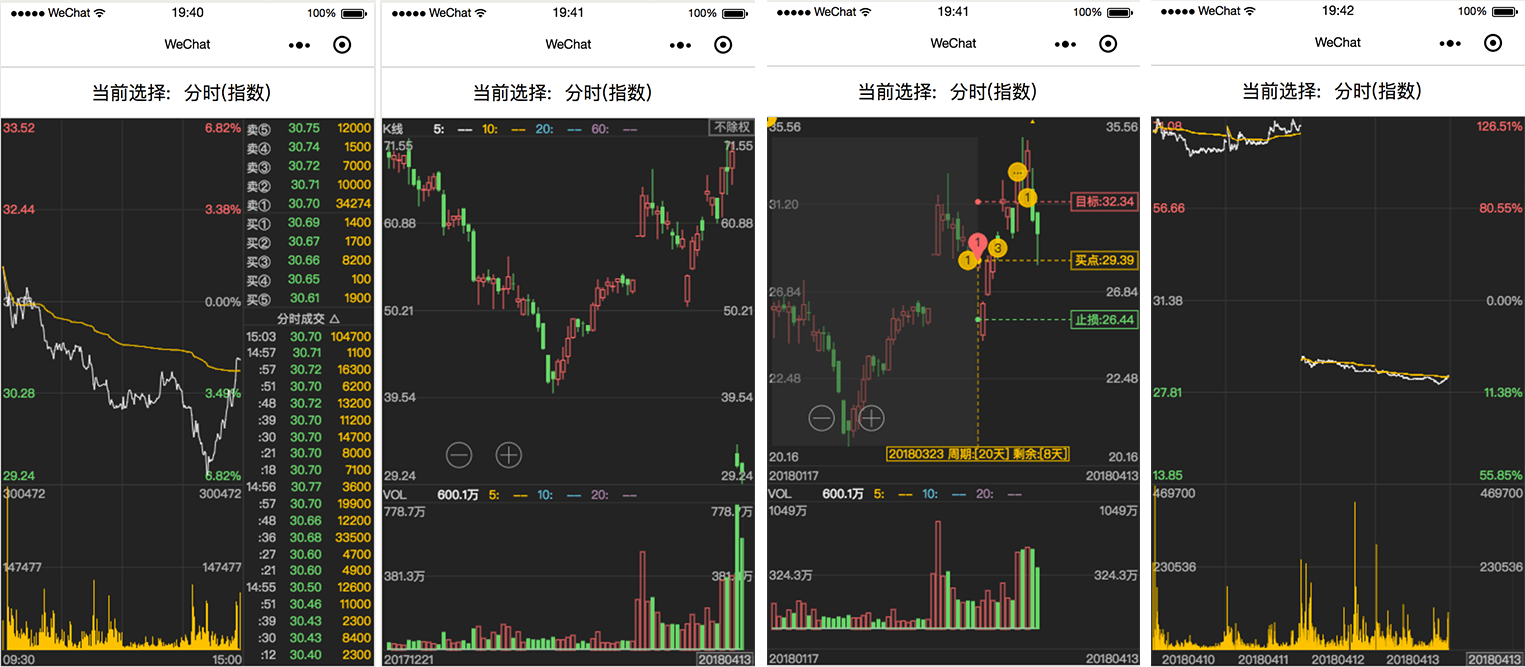 ●●●●● WeChat 19:40 100%
WeChat
当前选择: 分时(指数)
33.52 6.82%
32.44 3.38%
0.00%
30.28 3.49%
29.24 6.82%
300472 300472
147477 147477
09:30 15:00
卖⑤ 30.75 12000
卖④ 30.74 1500
卖③ 30.72 7000
卖② 30.71 10000
卖① 30.70 34274
买① 30.69 1400
买② 30.67 1700
买③ 30.66 8200
买④ 30.65 100
买⑤ 30.61 1900
分时成交 △
15:03 30.70 104700
14:57 30.71 1100
:57 30.72 16300
:51 30.70 6200
:48 30.72 13200
:39 30.70 11200
:30 30.70 14700
:21 30.70 8000
:18 30.70 7100
14:56 30.77 3600
:57 30.70 19900
:48 30.66 12200
:36 30.68 33500
:27 30.60 4700
:21 30.60 4900
14:55 30.50 12600
:51 30.46 11000
:39 30.43 2300
:30 30.43 8400
:12 30.40 2300
●●●●● WeChat 19:41 100%
WeChat
当前选择: 分时(指数)
K线 5: -- 10: -- 20: -- 60: -- 不除权
71.55 71.55
60.88 60.88
50.21 50.21
39.54 39.54
29.24 29.24
VOL 600.1万 5: -- 10: -- 20: --
778.7万 778.7万
381.3万 381.3万
20171221 20180413
●●●●● WeChat 19:41 100%
WeChat
当前选择: 分时(指数)
35.56 35.56
...
1
31.20 目标:32.34
1
3
1 买点:29.39
26.84 26.84
止损:26.44
22.48 22.48
20180323 周期:[20天] 剩余:[8天]
20.16 20.16
20180117 20180413
VOL 600.1万 5: -- 10: -- 20: --
1049万 1049万
324.3万 324.3万
20180117 20180413
●●●●● WeChat 19:42 100%
WeChat
当前选择: 分时(指数)
126.51%
56.66 80.55%
31.38 0.00%
27.81 11.38%
13.85 55.85%
469700 469700
230536 230536
20180410 20180411 20180412 20180413 20180413